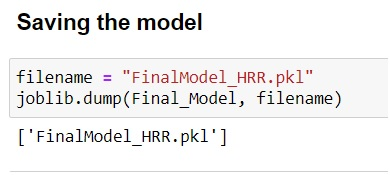 Saving the model
filename = "FinalModel_HRR.pkl"
joblib.dump(Final_Model, filename)
['FinalModel_HRR.pkl']